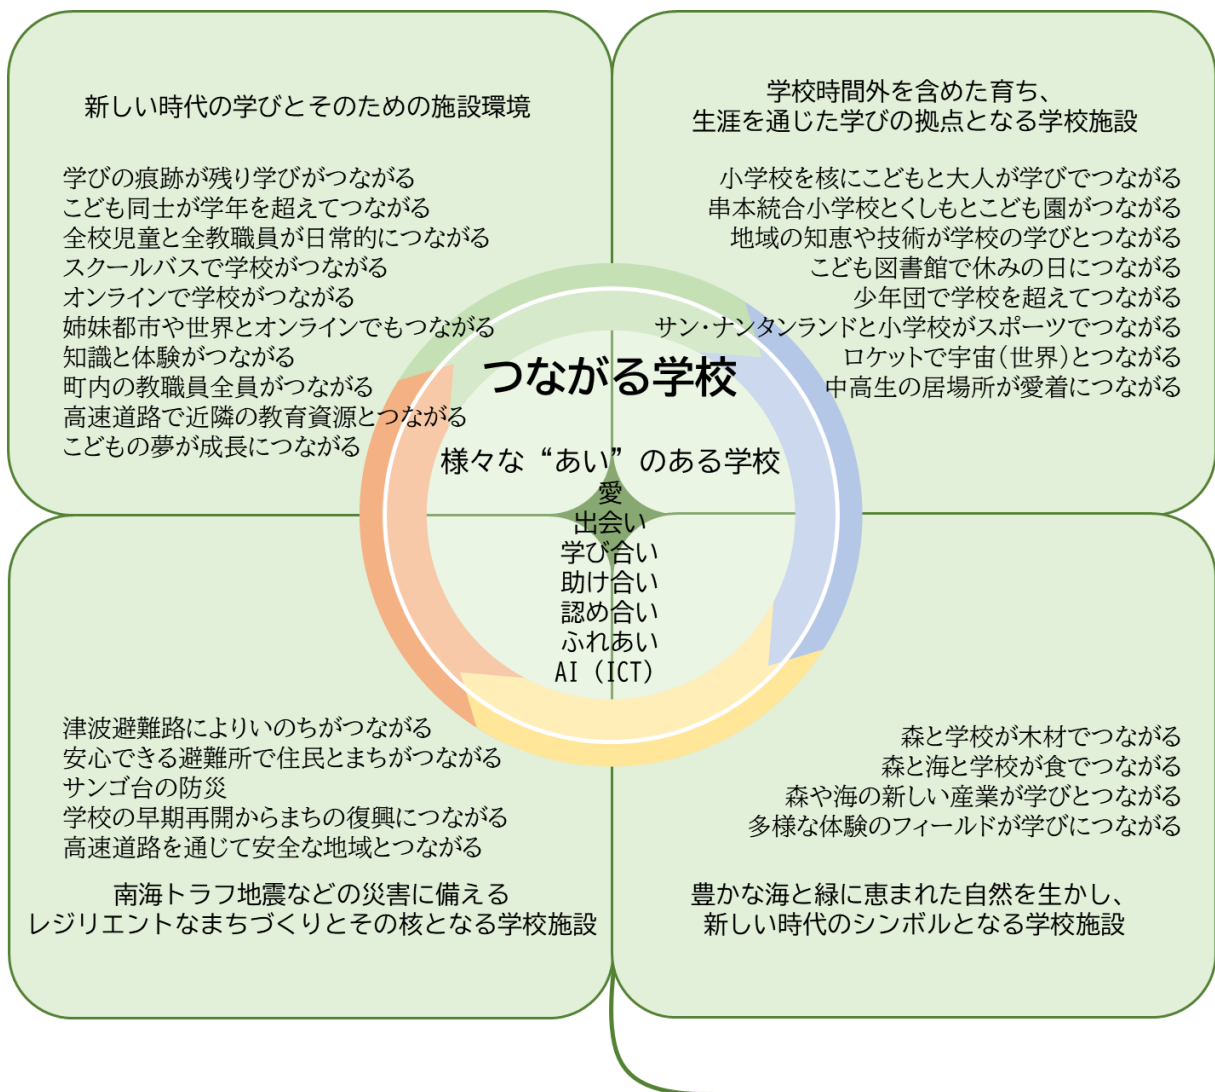 新しい時代の学びとそのための施設環境
学びの痕跡が残り学びがつながる
こども同士が学年を超えてつながる
全校児童と全教職員が日常的につながる
スクールバスで学校がつながる
オンラインで学校がつながる
姉妹都市や世界とオンラインでもつながる
知識と体験がつながる
町内の教職員全員がつながる
高速道路で近隣の教育資源とつながる
こどもの夢が成長につながる
学校時間外を含めた育ち、
生涯を通じた学びの拠点となる学校施設
小学校を核にこどもと大人が学びでつながる
串本統合小学校とくしもとこども園がつながる
地域の知恵や技術が学校の学びとつながる
こども図書館で休みの日につながる
少年団で学校を超えてつながる
サン・ナンタンランドと小学校がスポーツでつながる
ロケットで宇宙（世界）とつながる
中高生の居場所が愛着につながる
つながる学校
様々な“あい”のある学校
愛
出会い
学び合い
助け合い
認め合い
ふれあい
AI（ICT）
津波避難路によりいのちがつながる
安心できる避難所で住民とまちがつながる
サンゴ台の防災
学校の早期再開からまちの復興につながる
高速道路を通じて安全な地域とつながる
南海トラフ地震などの災害に備える
レジリエントなまちづくりとその核となる学校施設
森と学校が木材でつながる
森と海と学校が食でつながる
森や海の新しい産業が学びとつながる
多様な体験のフィールドが学びにつながる
豊かな海と緑に恵まれた自然を生かし、
新しい時代のシンボルとなる学校施設